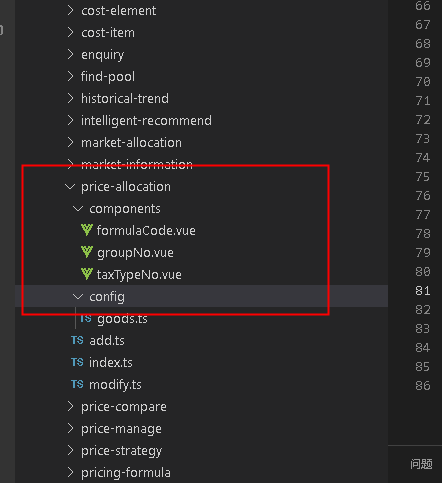 cost-element
cost-item
enquiry
find-pool
historical-trend
intelligent-recommend
market-allocation
market-information
price-allocation
components
formulaCode.vue
groupNo.vue
taxTypeNo.vue
config
TS goods.ts
TS add.ts
TS index.ts
TS modify.ts
price-compare
price-manage
price-strategy
pricing-formula
66
67
68
69
70
71
72
73
74
75
76
77
78
79
80
81
82
83
84
85
86
问题